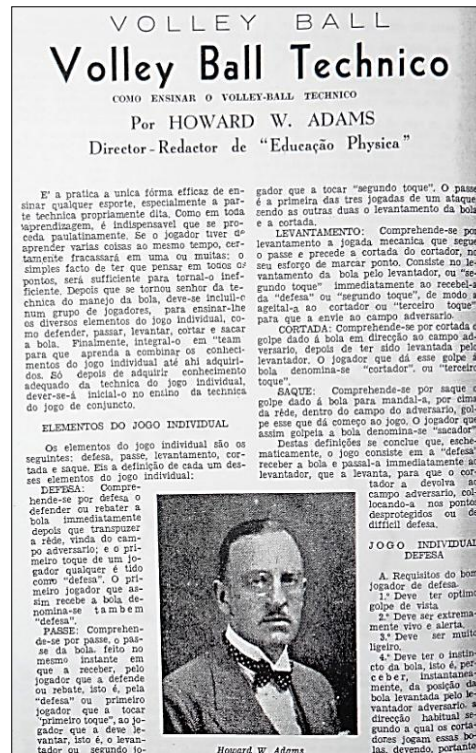 VOLLEY BALL
Volley Ball Technico
COMO ENSINAR O VOLLEY-BALL TECHNICO
Por HOWARD W. ADAMS
Director-Redactor de "Educação Physica"
E' a pratica a unica fórma efficaz de en-
sinar qualquer esporte, especialmente a par-
te technica propriamente dita. Como em toda
aprendizagem, é indispensavel que se pro-
ceda paulatinamente. Se o jogador tiver de
aprender varias coisas ao mesmo tempo, cer-
tamente fracassará em uma ou muitas; o
simples facto de ter que pensar em todos os
pontos, será sufficiente para tornal-o inef-
ficiente. Depois que se tornou senhor da te-
chnica do manejo da bola, deve-se incluil-o
num grupo de jogadores, para ensinar-lhe
os diversos elementos do jogo individual, co-
mo defender, passar, levantar, cortar e sacar
a bola. Finalmente, integral-o em "team
para que aprenda a combinar os conheci-
mentos do jogo individual até ahi adquiri-
dos. Só depois de adquirir conhecimento
adequado da technica do jogo individual,
dever-se-á inicial-o no ensino da technica
do jogo de conjuncto.
ELEMENTOS DO JOGO INDIVIDUAL
Os elementos do jogo individual são os
seguintes: defesa, passe, levantamento, cor-
tada e saque. Eis a definição de cada um des-
ses elementos do jogo individual:
DEFESA: Compre-
hende-se por defesa o
defender ou rebater a
bola immediatamente
depois que transpuzer
a rêde, vinda do cam-
po adversario; e o pri-
meiro toque de um jo-
gador qualquer é tido
como "defesa". O pri-
meiro jogador que as-
sim recebe a bola de-
nomina-se tambem
"defesa".
PASSE: Comprehen-
de-se por passe, o pas-
se da bola, feito no
mesmo instante em
que a receber, pelo
jogador que a defende
ou rebate, isto é, pela
"defesa" ou primeiro
jogador que a tocar
"primeiro toque", ao jo-
gador que a deve le-
vantar, isto é, o levan-
tador ou segundo jo-
gador que a tocar "segundo toque". O passe
é a primeira das tres jogadas de um ataque
sendo as outras duas o levantamento da bola
e a cortada.
LEVANTAMENTO: Comprehende-se por
levantamento a jogada mecanica que segue
o passe e precede a cortada do cortador, no
seu esforço de marcar ponto. Consiste no le-
vantamento da bola pelo levantador, ou "se-
gundo toque" immediatamente ao recebel-a
da "defesa" ou "segundo toque", de modo a
ageital-a ao cortador ou "terceiro toque"
para que a envie ao campo adversario.
CORTADA: Comprehende-se por cortada o
golpe dado á bola em direcção ao campo ad-
versario, depois de ter sido levantada pelo
levantador. O jogador que dá esse golpe á
bola denomina-se "cortador", ou "terceiro
toque".
SAQUE: Comprehende-se por saque o
golpe dado á bola para mandal-a, por cima
da rêde, dentro do campo do adversario, gol-
pe esse que dá começo ao jogo. O jogador que
assim golpeia a bola denomina-se "sacador".
Destas definições se conclue que, esche-
maticamente, o jogo consiste em a "defesa"
receber a bola e passal-a immediatamente ao
levantador, que a levanta, para que o cor-
tador a devolva ao
campo adversario, col-
locando-a nos pontos
desprotegidos ou de
difficil defesa.
JOGO INDIVIDUAL
DEFESA
A. Requisitos do bom
jogador de defesa.
1.º Deve ter optimo
golpe de vista
2.º Deve ser extrema-
mente vivo e alerta.
3.º Deve ser muito
ligeiro.
4.º Deve ter o instin-
cto da bola, isto é, per-
ceber, instantanea-
mente, da posição da
bola levantada pelo le-
vantador adversario, a
direcção habitual se-
gundo a qual os corta-
dores jogam essas bo-
las, devendo, portan-
Howard W. Adams